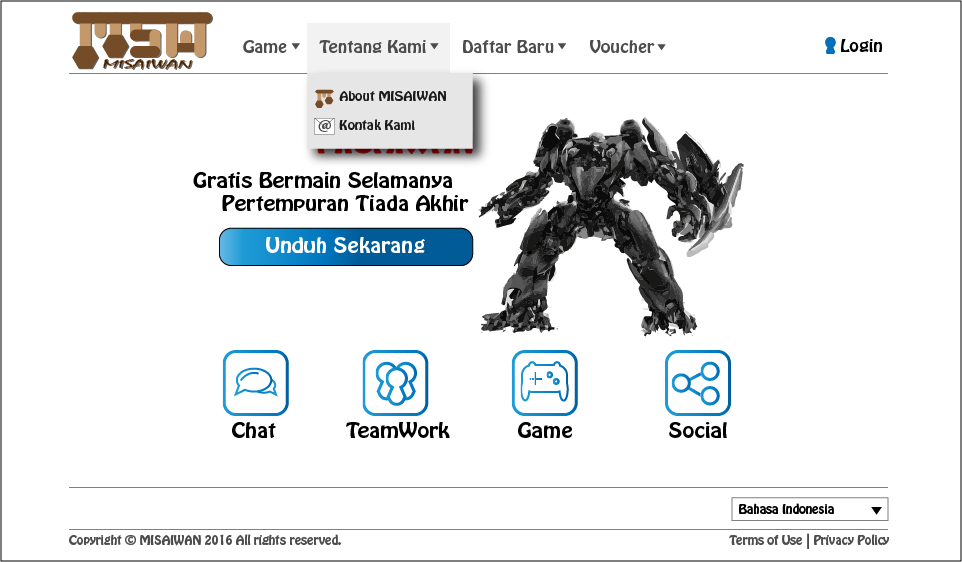 MISAIWAN
Game
Tentang Kami
Daftar Baru
Voucher
Login
About MISAIWAN
Kontak Kami
Gratis Bermain Selamanya
Pertempuran Tiada Akhir
Unduh Sekarang
Chat
TeamWork
Game
Social
Bahasa Indonesia
Copyright © MISAIWAN 2016 All rights reserved.
Terms of Use | Privacy Policy